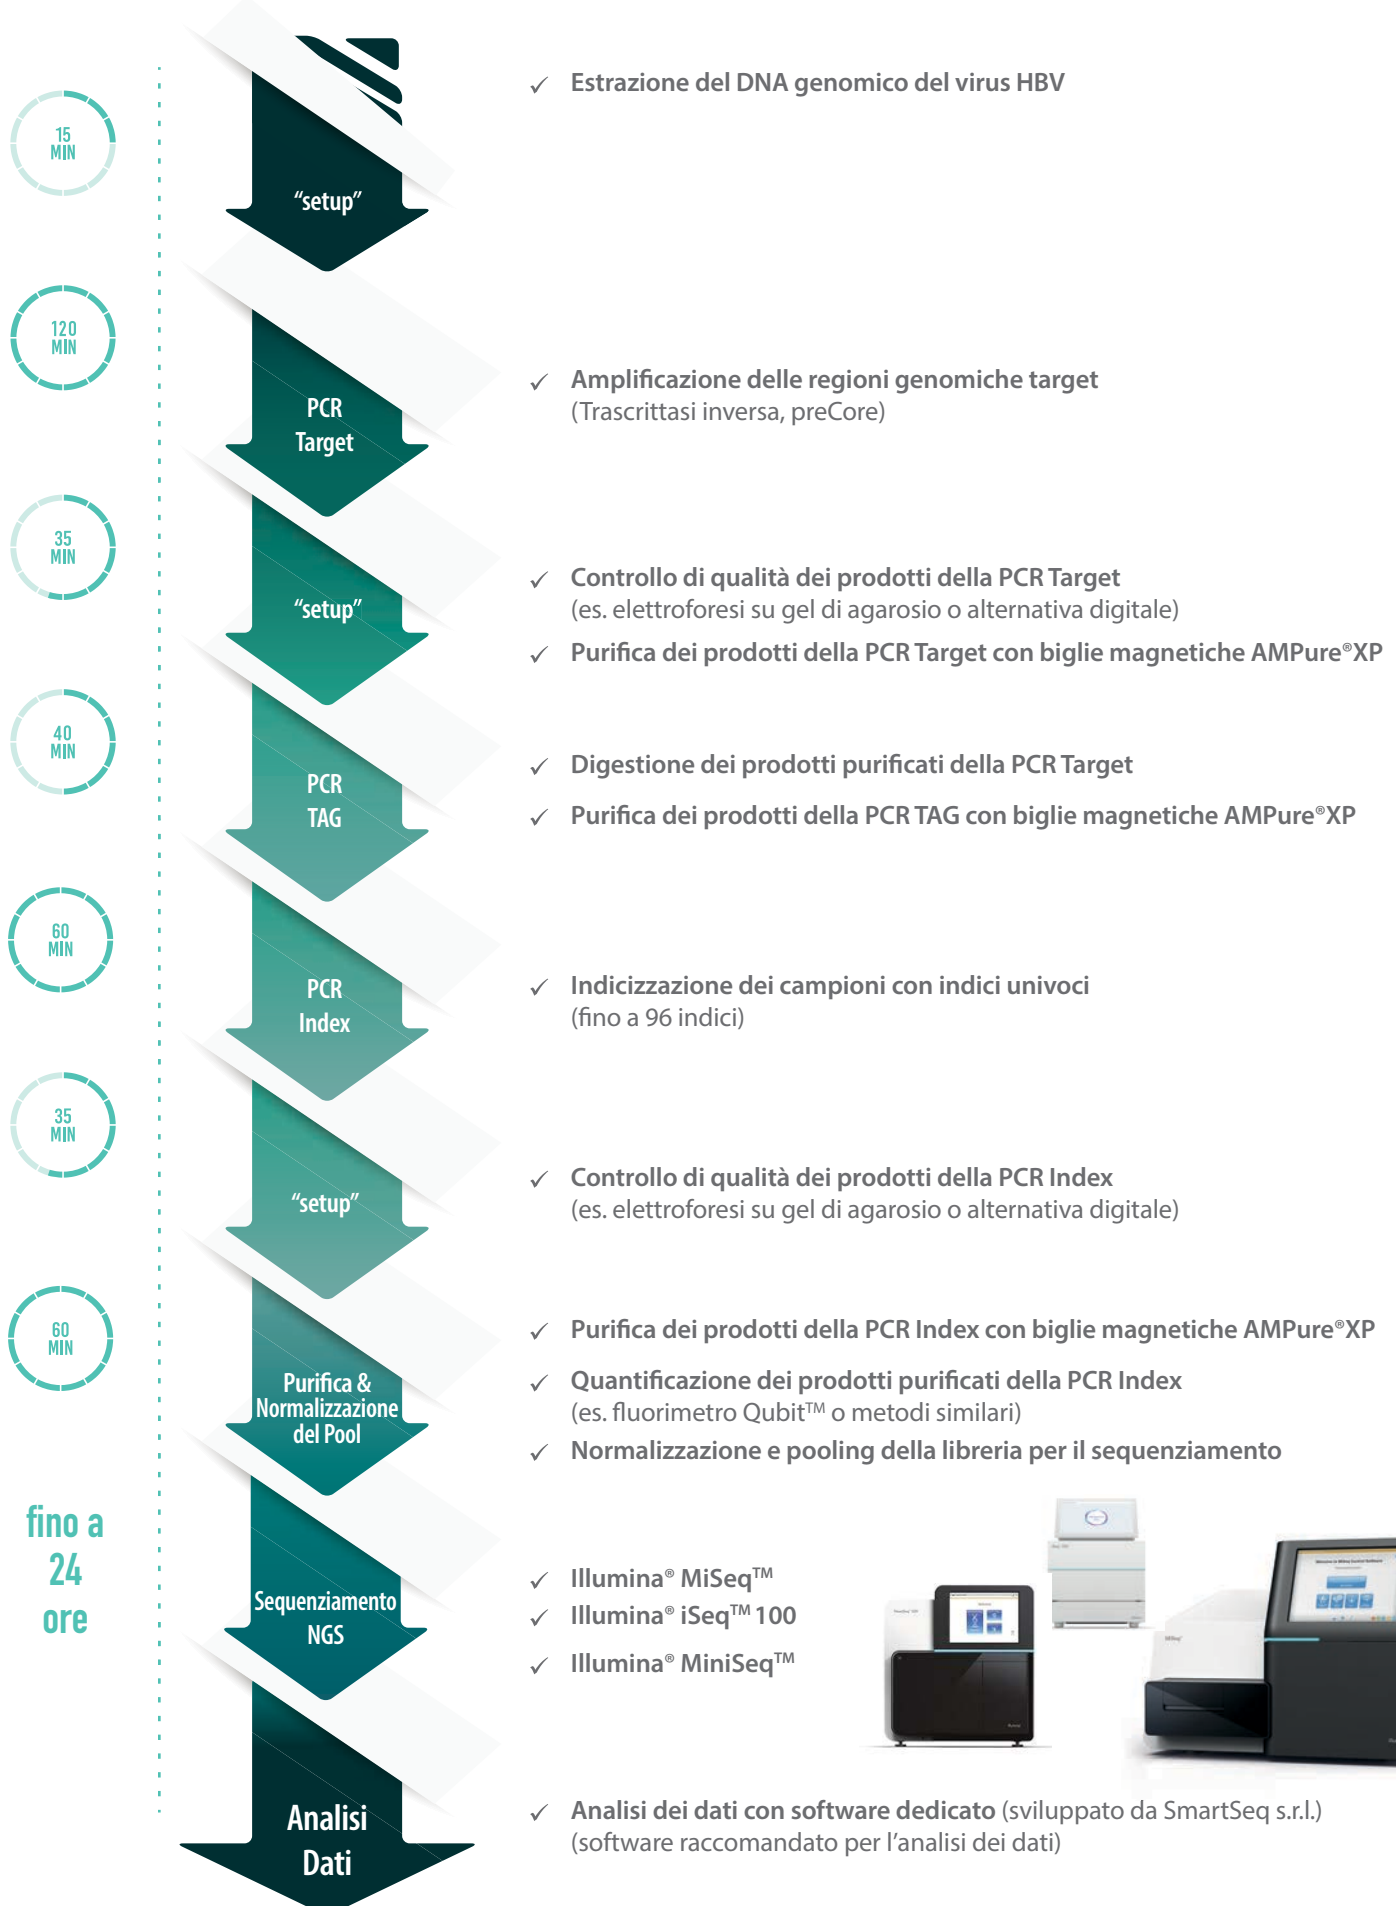 15
MIN
"setup"
✓ Estrazione del DNA genomico del virus HBV
120
MIN
PCR
Target
✓ Amplificazione delle regioni genomiche target
(Trascrittasi inversa, preCore)
35
MIN
"setup"
✓ Controllo di qualità dei prodotti della PCR Target
(es. elettroforesi su gel di agarosio o alternativa digitale)
✓ Purifica dei prodotti della PCR Target con biglie magnetiche AMPure®XP
40
MIN
PCR
TAG
✓ Digestione dei prodotti purificati della PCR Target
✓ Purifica dei prodotti della PCR TAG con biglie magnetiche AMPure®XP
60
MIN
PCR
Index
✓ Indicizzazione dei campioni con indici univoci
(fino a 96 indici)
35
MIN
"setup"
✓ Controllo di qualità dei prodotti della PCR Index
(es. elettroforesi su gel di agarosio o alternativa digitale)
60
MIN
Purifica &
Normalizzazione
del Pool
✓ Purifica dei prodotti della PCR Index con biglie magnetiche AMPure®XP
✓ Quantificazione dei prodotti purificati della PCR Index
(es. fluorimetro Qubit™ o metodi similari)
✓ Normalizzazione e pooling della libreria per il sequenziamento
fino a
24
ore
Sequenziamento
NGS
✓ Illumina® MiSeq™
✓ Illumina® iSeq™ 100
✓ Illumina® MiniSeq™
Analisi
Dati
✓ Analisi dei dati con software dedicato (sviluppato da SmartSeq s.r.l.)
(software raccomandato per l'analisi dei dati)